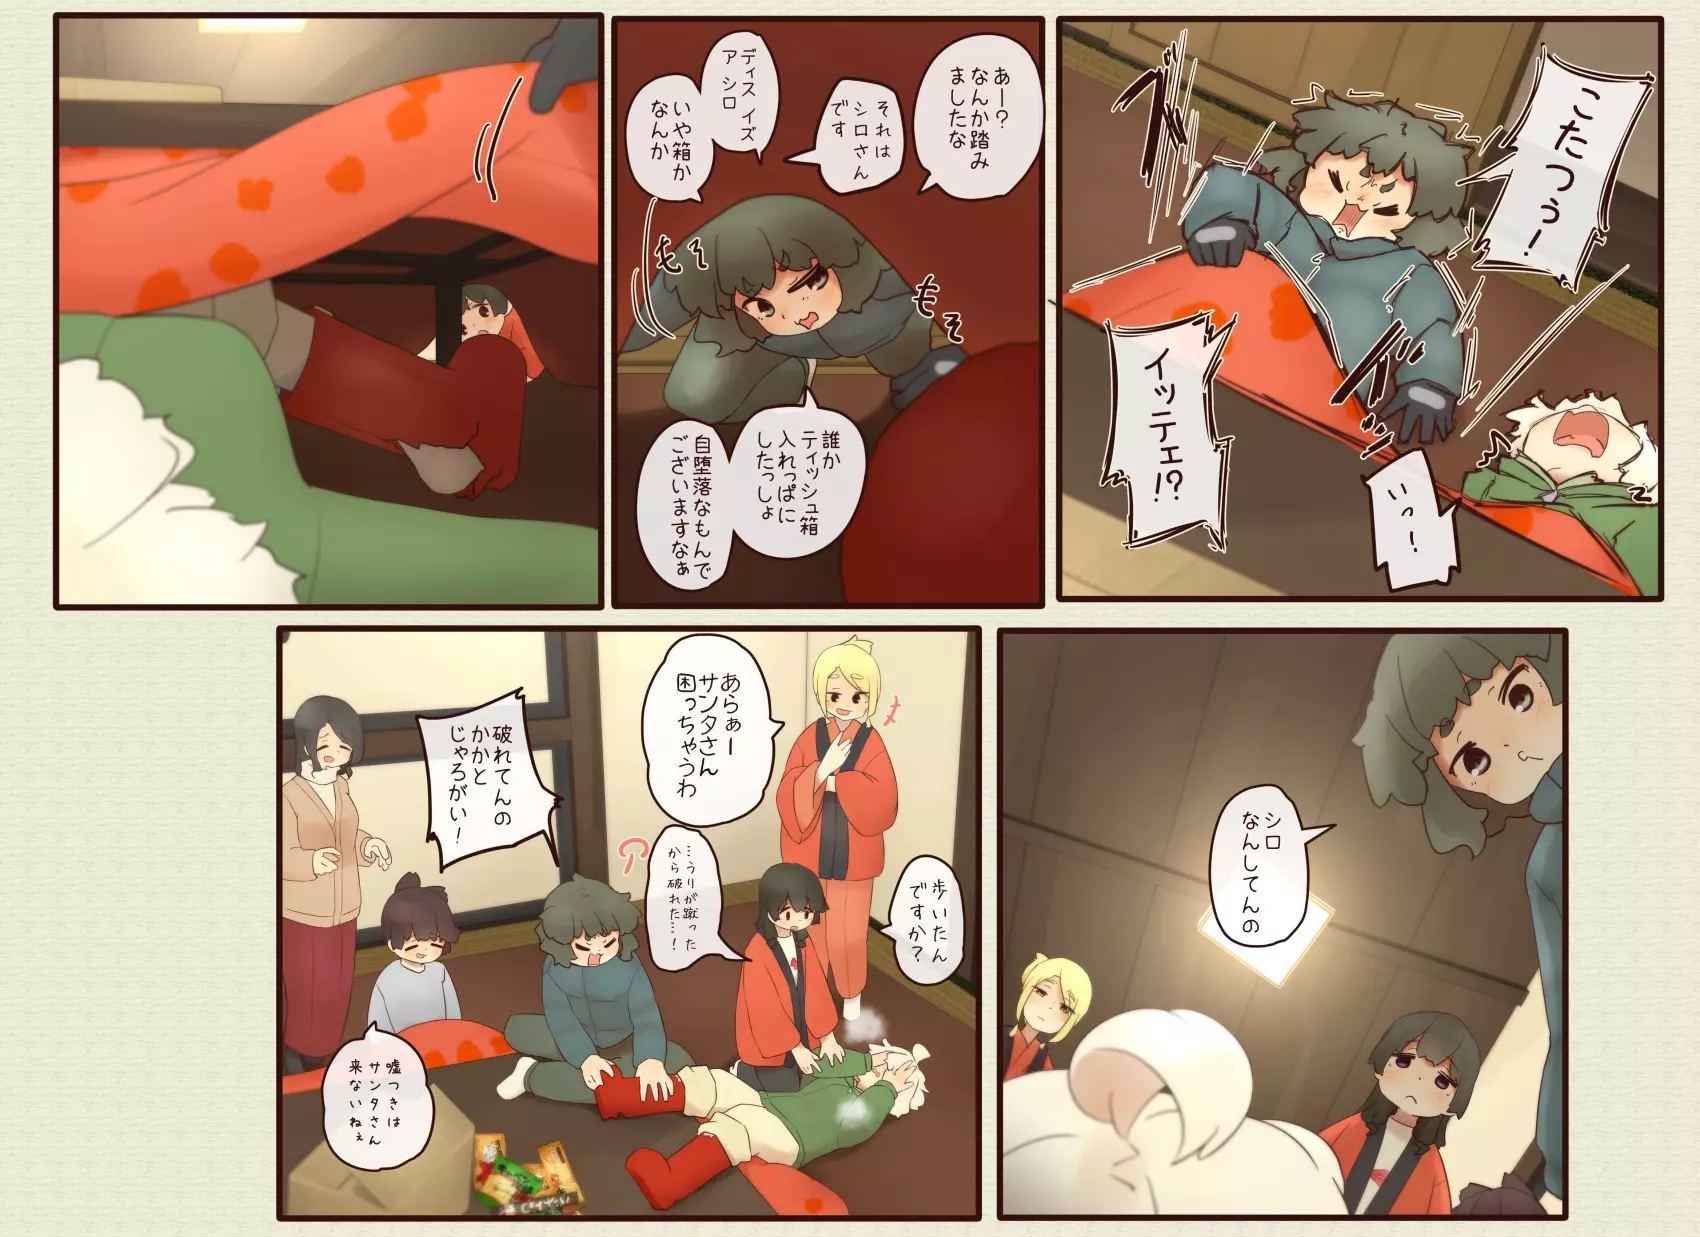 こたつぅ！
イッテェ!?
いっー！
あー？
なんか踏み
ましたな
それは
シロさん
です
ディス イズ
ア シロ
いや箱か
なんか
もそ
もそ
誰か
ティッシュ箱
入れっぱに
したっしょ
自堕落なもんで
ございますなぁ
シロ
なんしてんの
あらぁー
サンタさん
困っちゃうわ
歩いたん
ですか？
…うりが蹴った
から破れた…！
破れてんの
かかと
じゃろがい！
嘘つきは
サンタさん
来ないねぇ